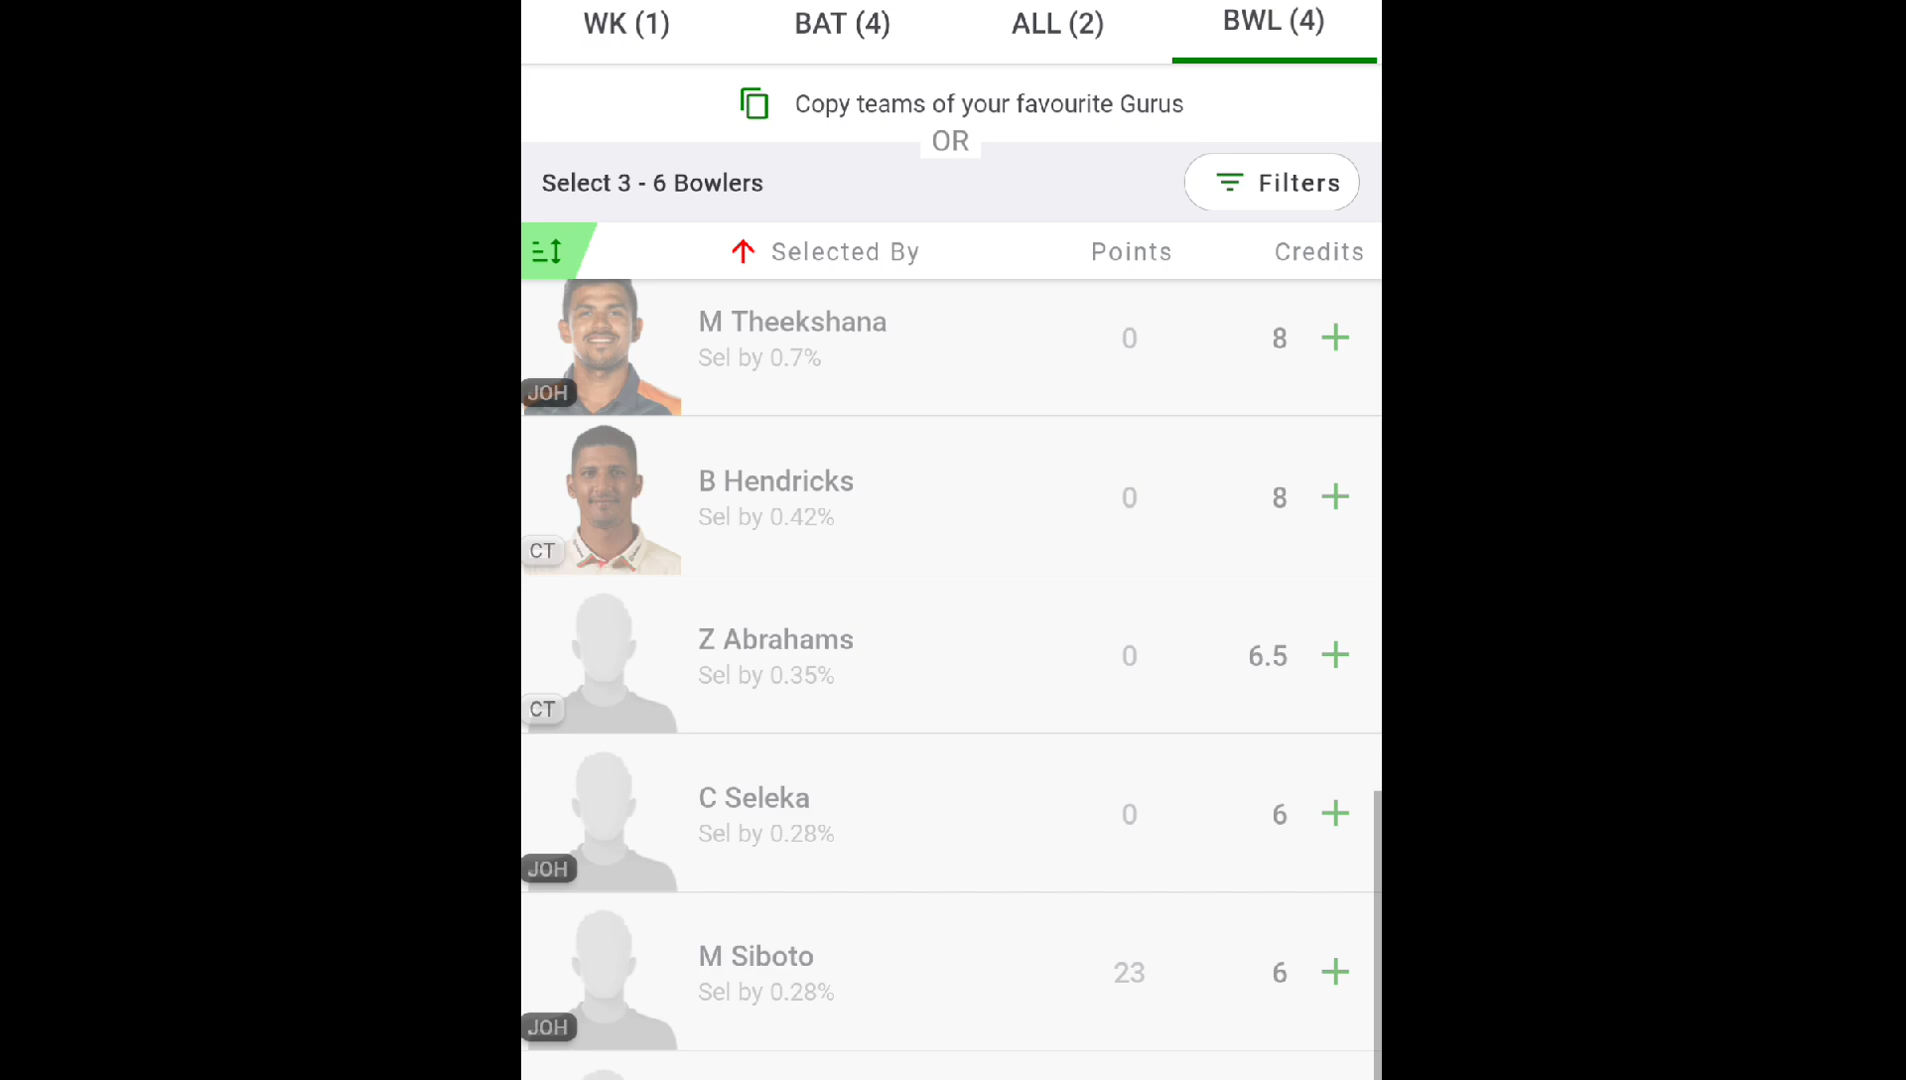 WK (1) BAT (4) ALL (2) BWL (4)
Copy teams of your favourite Gurus
OR
Select 3 - 6 Bowlers Filters
Selected By Points Credits
M Theekshana
Sel by 0.7%
0 8
JOH
B Hendricks
Sel by 0.42%
0 8
CT
Z Abrahams
Sel by 0.35%
0 6.5
CT
C Seleka
Sel by 0.28%
0 6
JOH
M Siboto
Sel by 0.28%
23 6
JOH